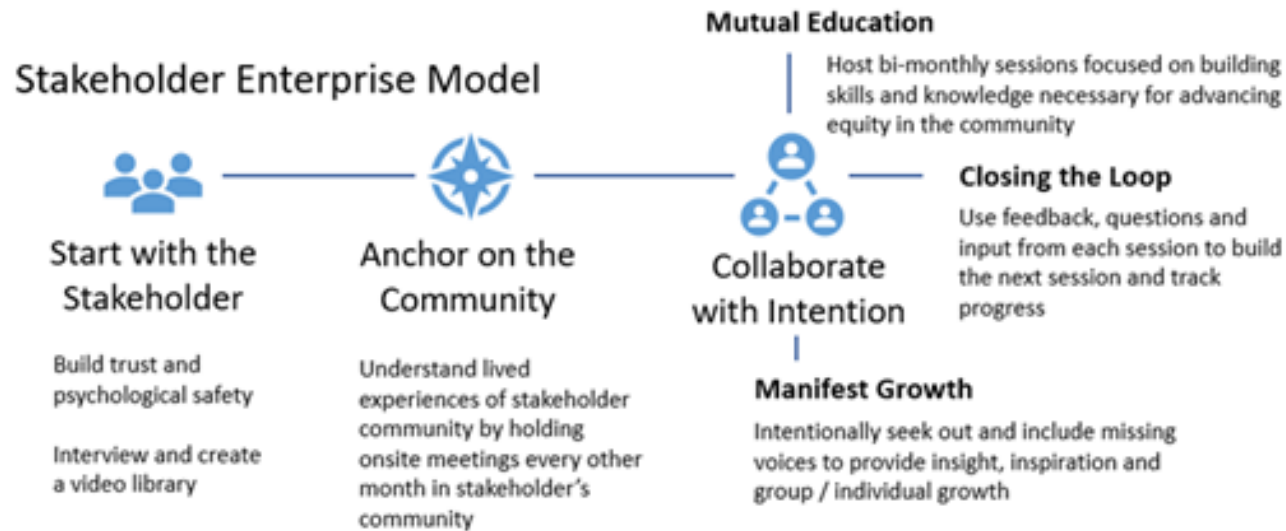 Stakeholder Enterprise Model
Start with the
Stakeholder
Build trust and
psychological safety
Interview and create
a video library
Anchor on the
Community
Understand lived
experiences of stakeholder
community by holding
onsite meetings every other
month in stakeholder's
community
Collaborate
with Intention
Mutual Education
Host bi-monthly sessions focused on building
skills and knowledge necessary for advancing
equity in the community
Closing the Loop
Use feedback, questions and
input from each session to build
the next session and track
progress
Manifest Growth
Intentionally seek out and include missing
voices to provide insight, inspiration and
group / individual growth